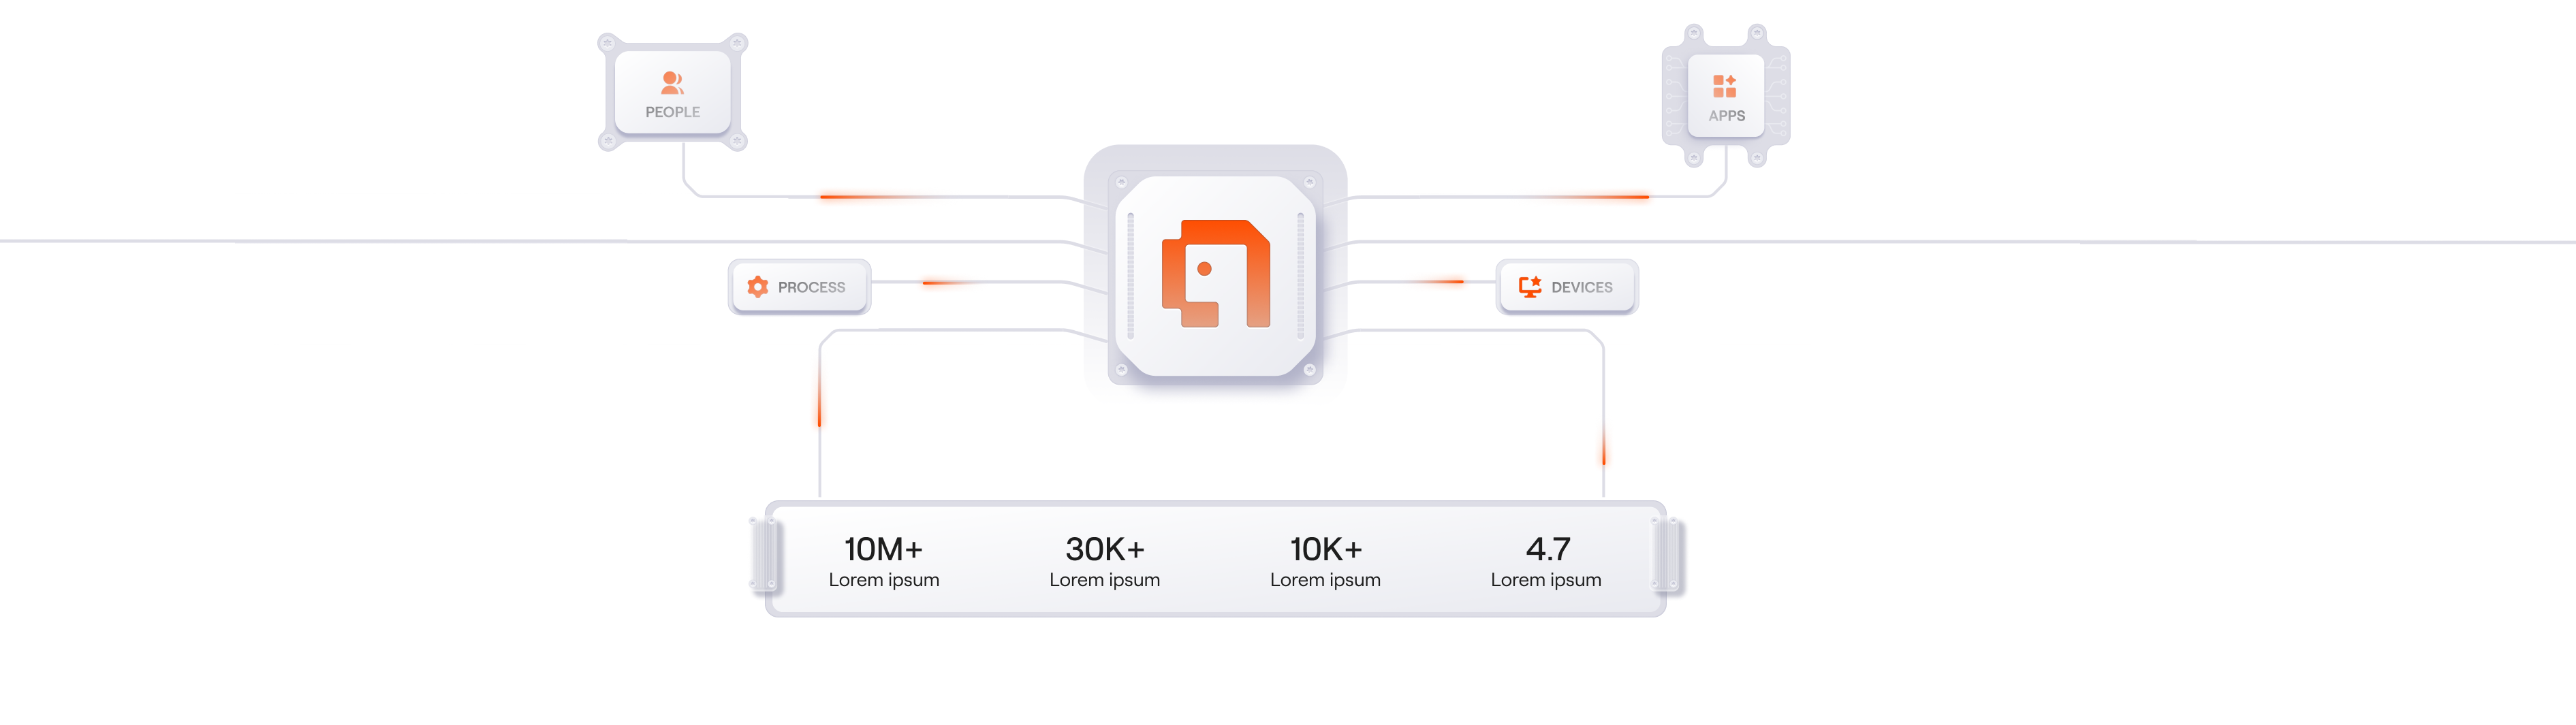 PEOPLE
APPS
PROCESS
DEVICES
10M+
Lorem ipsum
30K+
Lorem ipsum
10K+
Lorem ipsum
4.7
Lorem ipsum